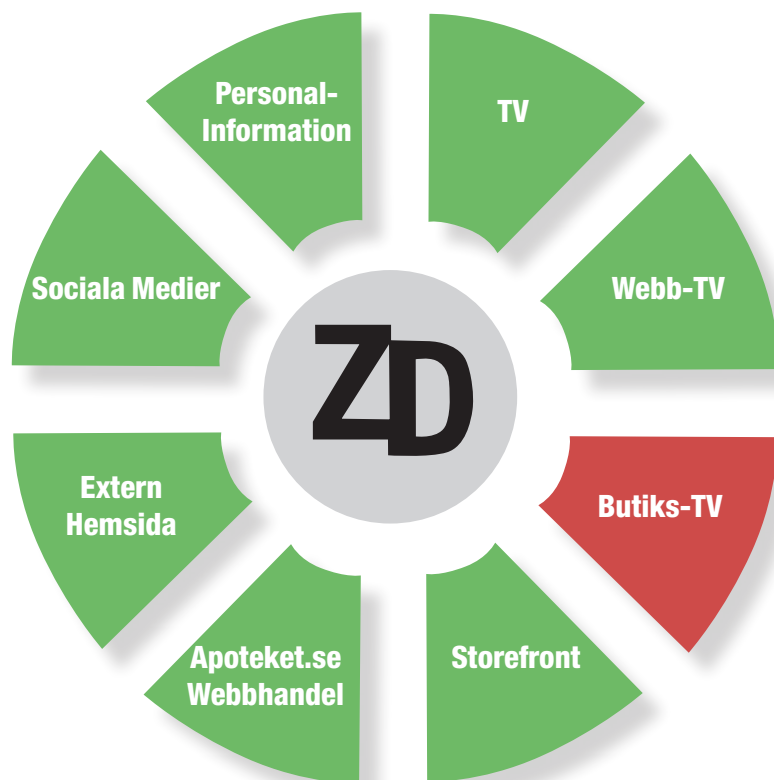 Personal-
Information
TV
Webb-TV
Butiks-TV
Storefront
Apoteket.se
Webbhandel
Extern
Hemsida
Sociala Medier
ZD